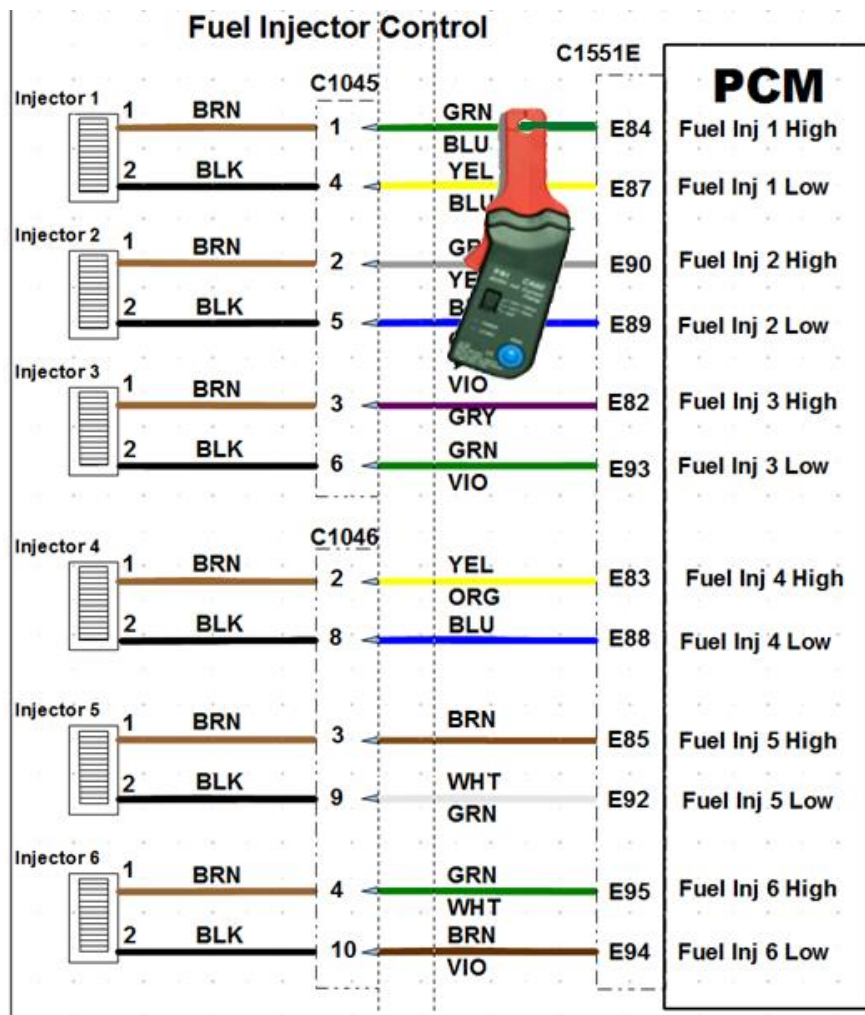 Fuel Injector Control
C1551E
PCM
C1045
Injector 1
1 BRN 1 GRN E84 Fuel Inj 1 High
BLU
2 BLK 4 YEL E87 Fuel Inj 1 Low
Injector 2
1 BRN 2 E90 Fuel Inj 2 High
2 BLK 5 E89 Fuel Inj 2 Low
Injector 3
1 BRN 3 VIO E82 Fuel Inj 3 High
GRY
2 BLK 6 GRN E93 Fuel Inj 3 Low
VIO
C1046
Injector 4
1 BRN 2 YEL E83 Fuel Inj 4 High
ORG
2 BLK 8 BLU E88 Fuel Inj 4 Low
Injector 5
1 BRN 3 BRN E85 Fuel Inj 5 High
2 BLK 9 WHT E92 Fuel Inj 5 Low
GRN
Injector 6
1 BRN 4 GRN E95 Fuel Inj 6 High
WHT
2 BLK 10 BRN E94 Fuel Inj 6 Low
VIO